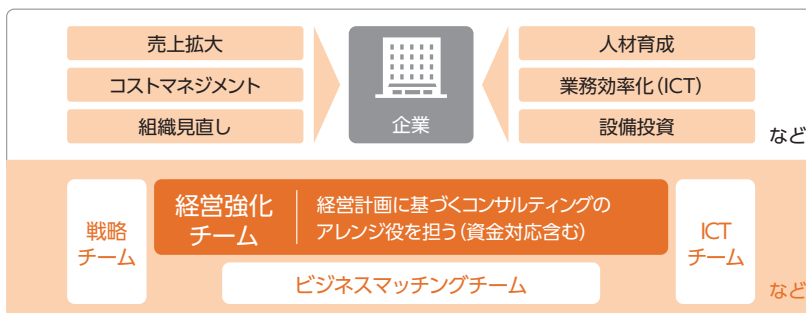 売上拡大
コストマネジメント
組織見直し
企業
人材育成
業務効率化(ICT)
設備投資
など
戦略
チーム
経営強化
チーム
経営計画に基づくコンサルティングの
アレンジ役を担う(資金対応含む)
ICT
チーム
ビジネスマッチングチーム
など